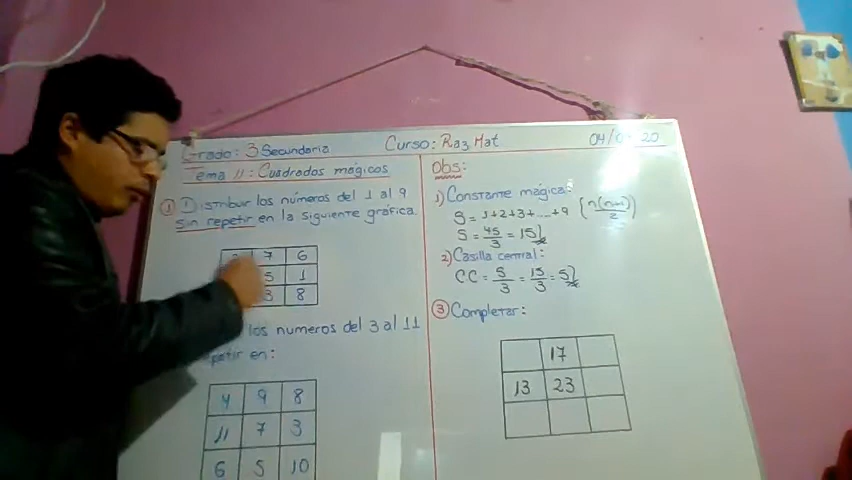 Grado: 3 Secundaria
Curso: Raz Mat
Tema 11: Cuadrados mágicos
① Distribuir los números del 1 al 9
sin repetir en la siguiente gráfica
7 6
5 1
3 8
los numeros del 3 al 11
en:
4 9 8
11 7 3
6 5 10
Obs:
1) Constante mágica:
S = 1+2+3+....+9 [n(n+1)/2]
S = 45/3 = 15
2) Casilla central:
CC = S/3 = 15/3 = 5
③ Completar:
17
13 23